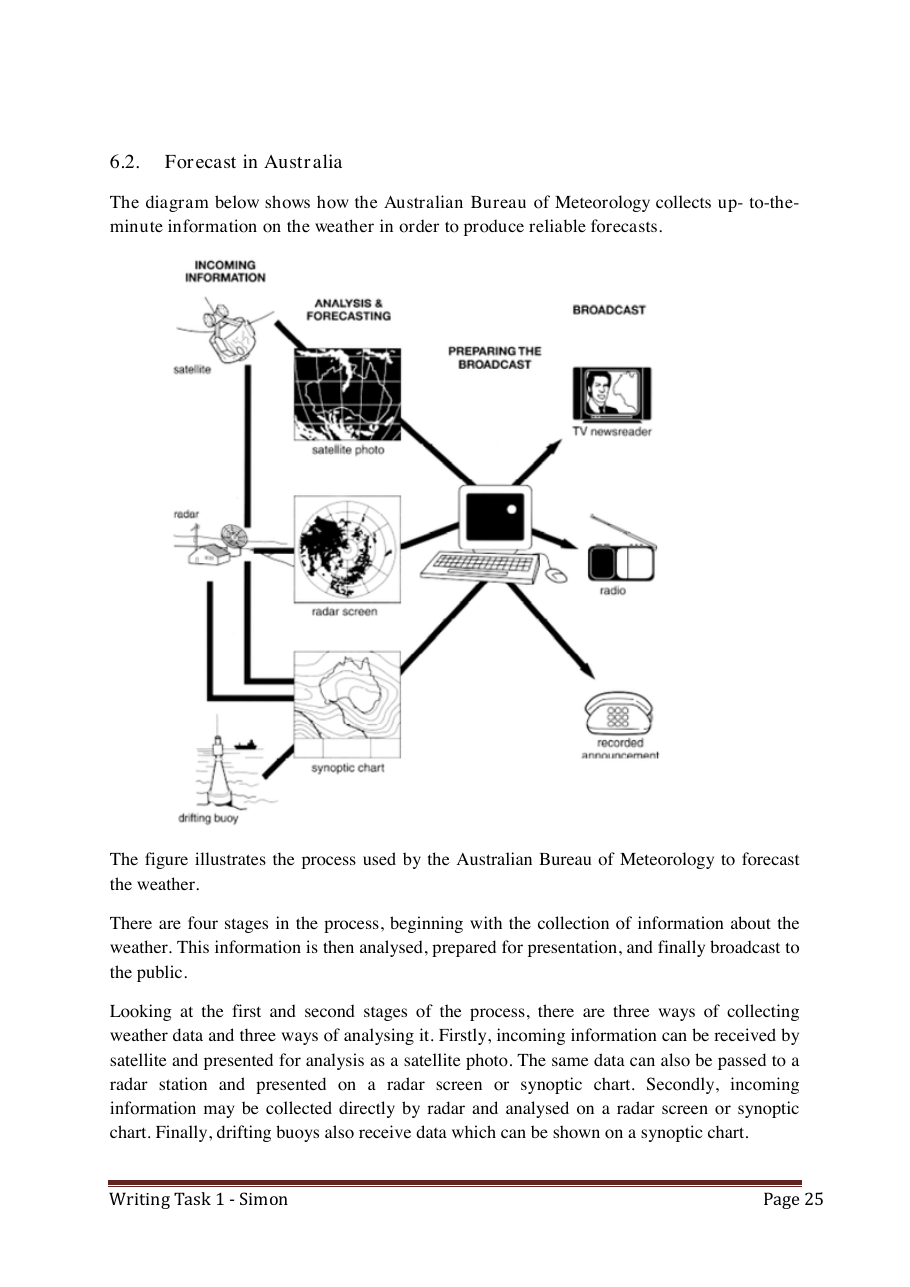 6.2. Forecast in Australia
The diagram below shows how the Australian Bureau of Meteorology collects up- to-the-
minute information on the weather in order to produce reliable forecasts.
INCOMING
INFORMATION
ANALYSIS &
FORECASTING
BROADCAST
PREPARING THE
BROADCAST
satellite
TV newsreader
satellite photo
radar
radio
radar screen
recorded
announcement
synoptic chart
drifting buoy
The figure illustrates the process used by the Australian Bureau of Meteorology to forecast
the weather.
There are four stages in the process, beginning with the collection of information about the
weather. This information is then analysed, prepared for presentation, and finally broadcast to
the public.
Looking at the first and second stages of the process, there are three ways of collecting
weather data and three ways of analysing it. Firstly, incoming information can be received by
satellite and presented for analysis as a satellite photo. The same data can also be passed to a
radar station and presented on a radar screen or synoptic chart. Secondly, incoming
information may be collected directly by radar and analysed on a radar screen or synoptic
chart. Finally, drifting buoys also receive data which can be shown on a synoptic chart.
Writing Task 1 - Simon Page 25